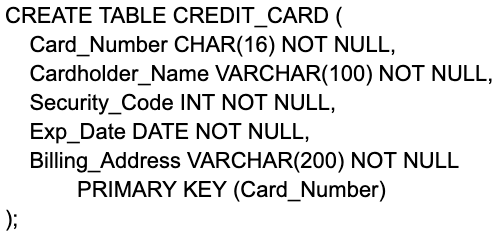 CREATE TABLE CREDIT_CARD (
Card_Number CHAR(16) NOT NULL,
Cardholder_Name VARCHAR(100) NOT NULL,
Security_Code INT NOT NULL,
Exp_Date DATE NOT NULL,
Billing_Address VARCHAR(200) NOT NULL
PRIMARY KEY (Card_Number)
);